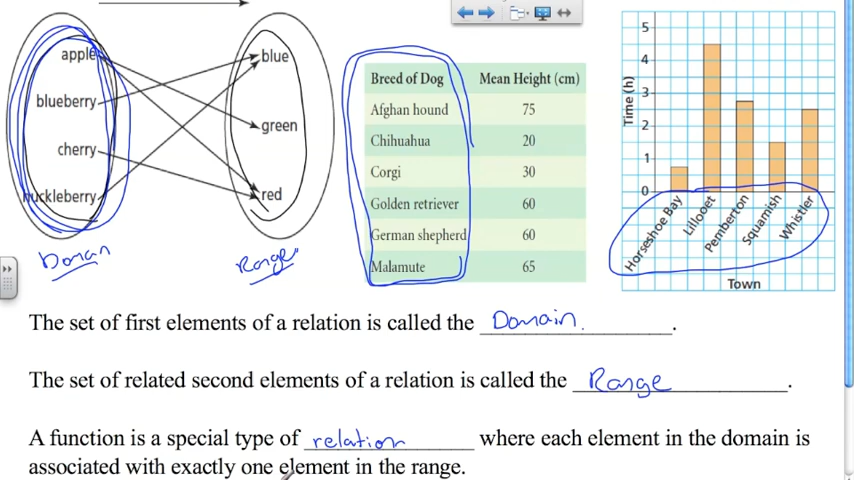 apple
blueberry
cherry
huckleberry
blue
green
red
Doman
Range
Breed of Dog Mean Height (cm)
Afghan hound 75
Chihuahua 20
Corgi 30
Golden retriever 60
German shepherd 60
Malamute 65
Time (h)
5
4
3
2
1
0
Horseshoe Bay
Lillooet
Pemberton
Squamish
Whistler
Town
The set of first elements of a relation is called the Domain.
The set of related second elements of a relation is called the Range.
A function is a special type of relation where each element in the domain is
associated with exactly one element in the range.